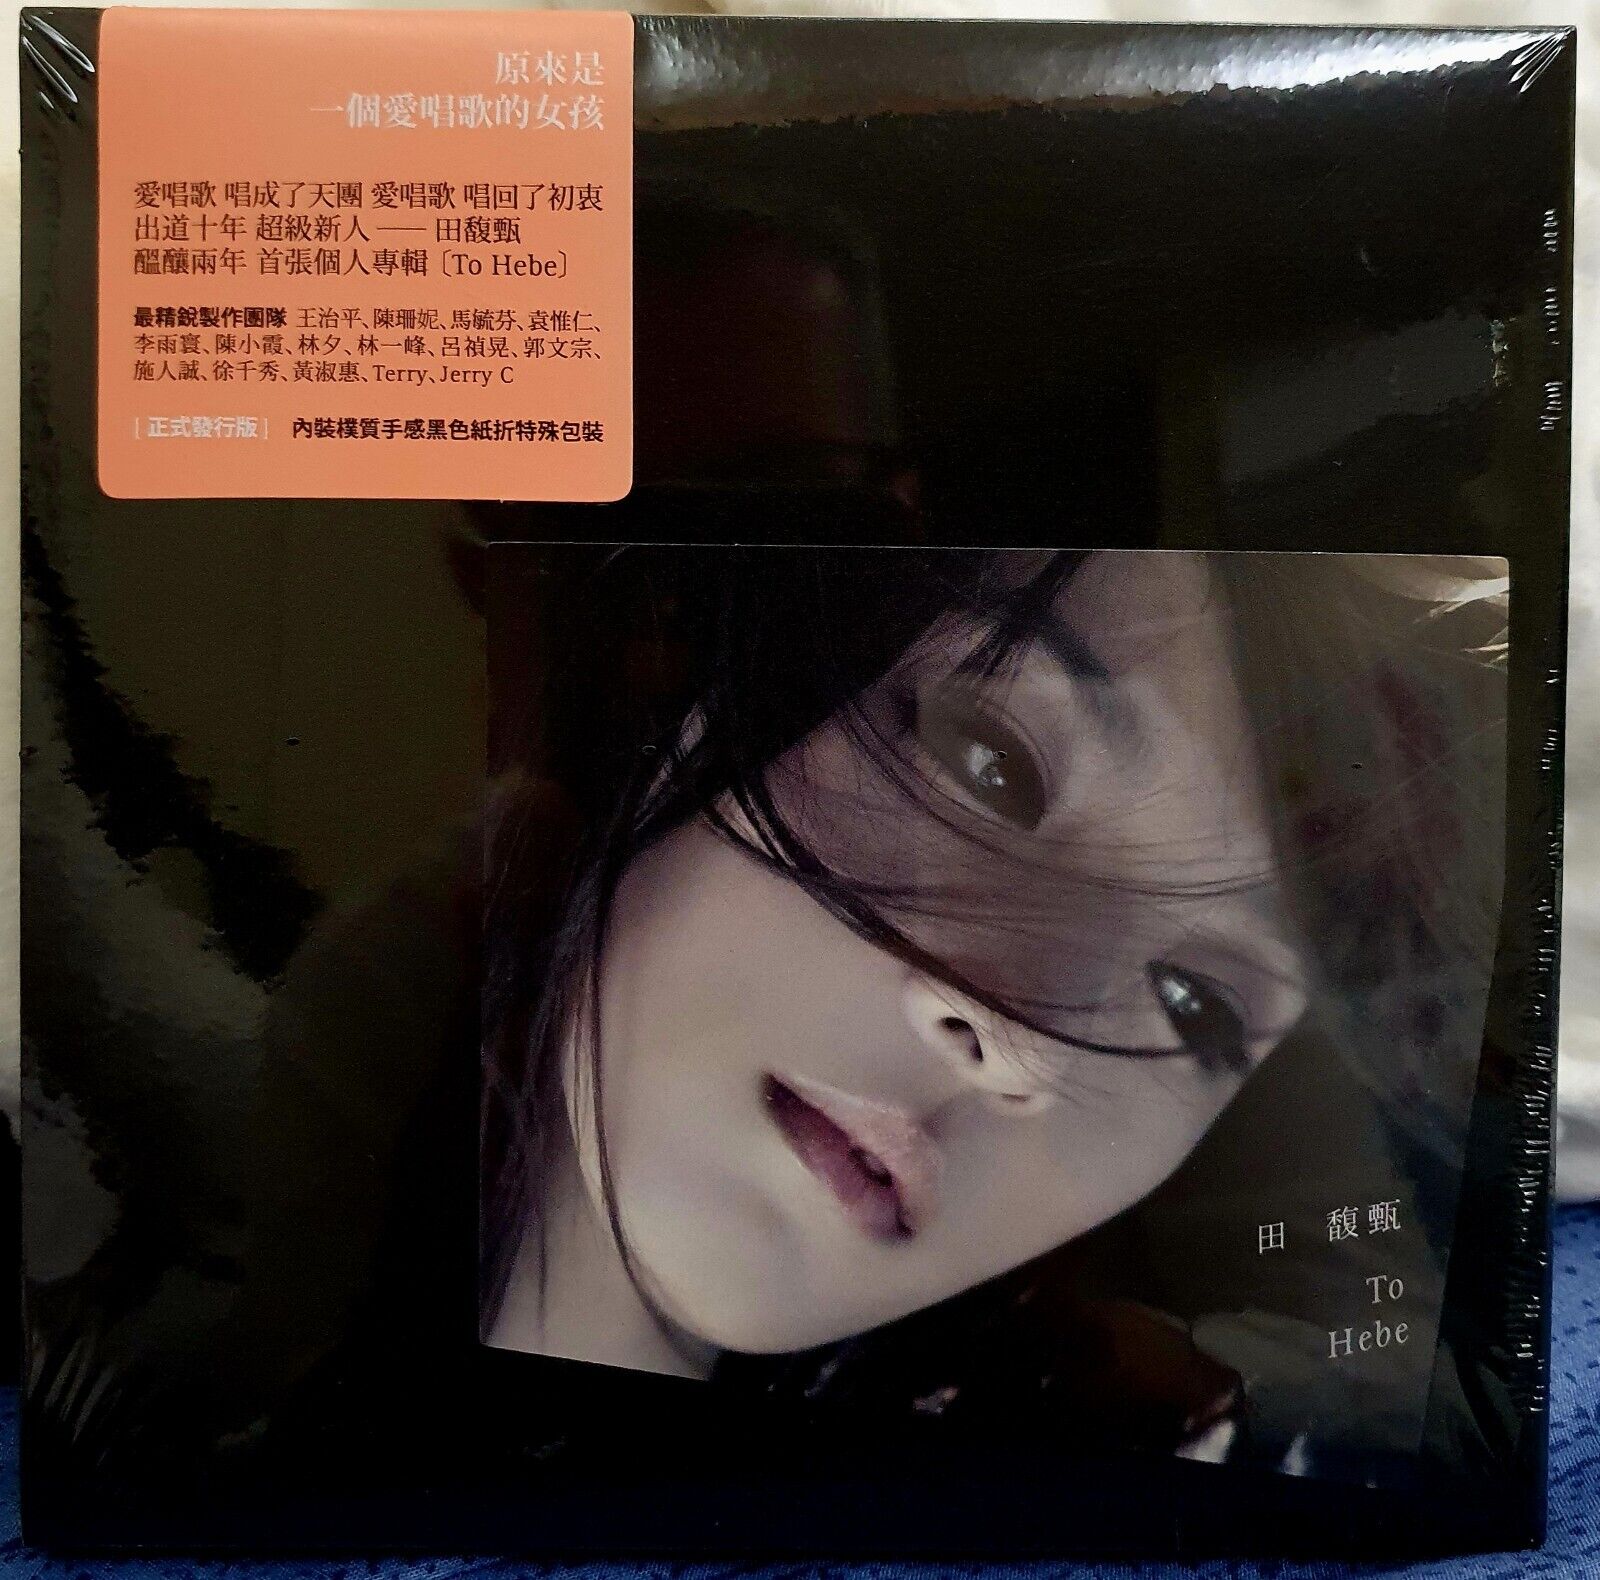 原來是
一個愛唱歌的女孩
愛唱歌 唱成了天團 愛唱歌 唱回了初衷
出道十年 超級新人—— 田馥甄
醞釀兩年 首張個人專輯〔To Hebe〕
最精銳製作團隊 王治平、陳珊妮、馬毓芬、袁惟仁、
李雨寰、陳小霞、林夕、林一峰、呂禎晃、郭文宗、
施人誠、徐千秀、黃淑惠、Terry、Jerry C
[ 正式發行版 ] 內裝樸質手感黑色紙折特殊包裝
田 馥甄
To
Hebe